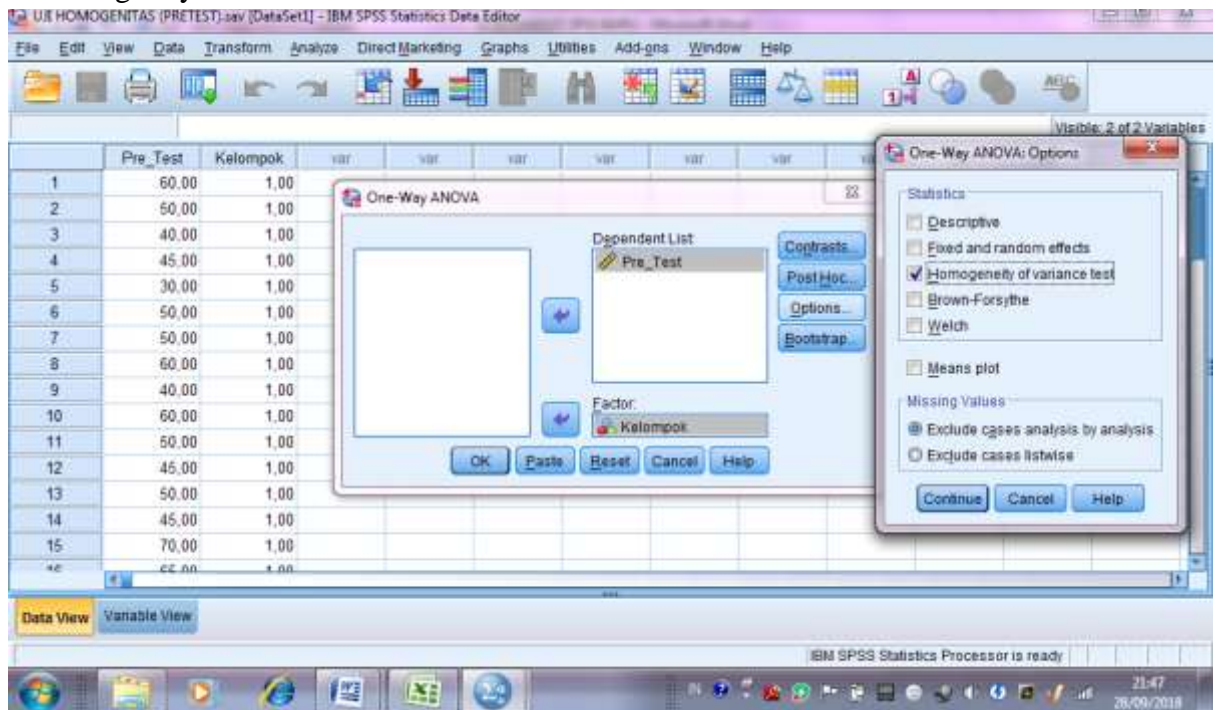 UJI HOMOGENITAS (PRETEST).sav [DataSet1] - IBM SPSS Statistics Data Editor
File Edit View Data Transform Analyze Direct Marketing Graphs Utilities Add-ons Window Help
Visible: 2 of 2 Variables
Pre_Test Kelompok var var var var var var
1 60,00 1,00
2 50,00 1,00
3 40,00 1,00
4 45,00 1,00
5 30,00 1,00
6 50,00 1,00
7 50,00 1,00
8 60,00 1,00
9 40,00 1,00
10 60,00 1,00
11 50,00 1,00
12 45,00 1,00
13 50,00 1,00
14 45,00 1,00
15 70,00 1,00
One-Way ANOVA
Dependent List:
Pre_Test
Factor:
Kelompok
Contrasts...
Post Hoc...
Options...
Bootstrap...
OK Paste Reset Cancel Help
One-Way ANOVA: Options
Statistics
Descriptive
Fixed and random effects
Homogeneity of variance test
Brown-Forsythe
Welch
Means plot
Missing Values
Exclude cases analysis by analysis
Exclude cases listwise
Continue Cancel Help
Data View Variable View
IBM SPSS Statistics Processor is ready
21:47
28/09/2018